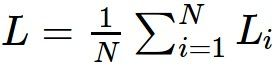 L = \frac{1}{N} \sum_{i=1}^{N} L_i